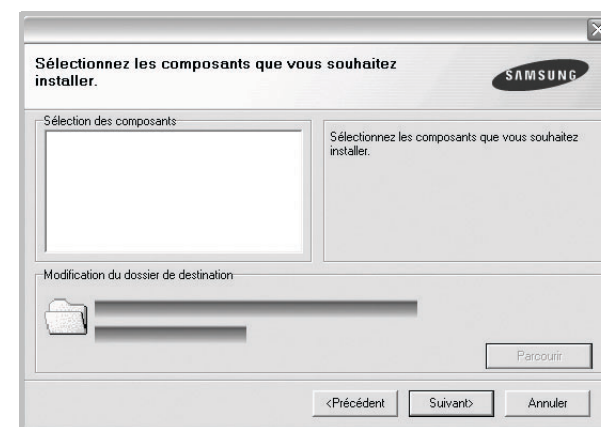 Sélectionnez les composants que vous souhaitez
installer.
SAMSUNG
Sélection des composants
Sélectionnez les composants que vous souhaitez
installer.
Modification du dossier de destination
Parcourir
<Précédent
Suivant>
Annuler